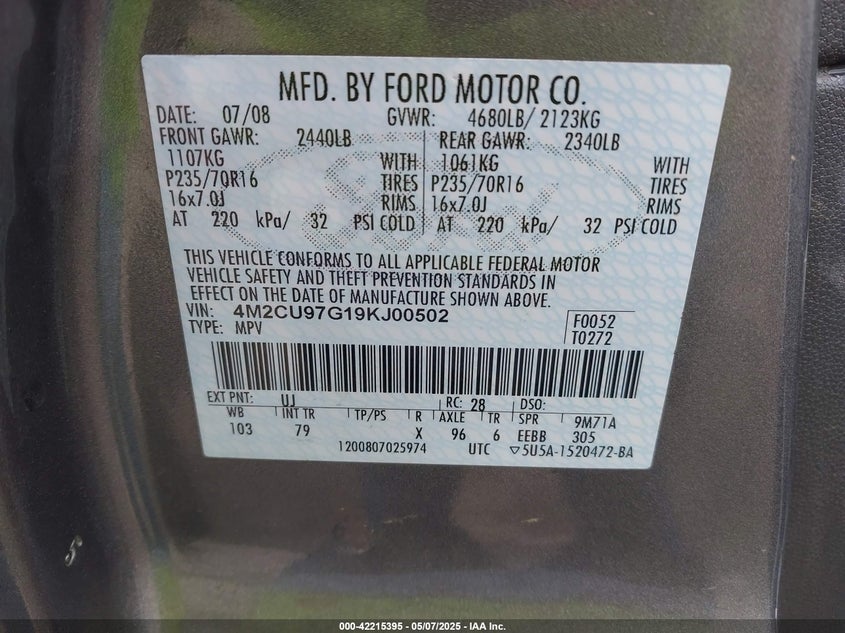 MFD. BY FORD MOTOR CO.
DATE: 07/08 GVWR: 4680LB/ 2123KG
FRONT GAWR: 2440LB REAR GAWR: 2340LB
1107KG WITH 1061KG WITH
P235/70R16 TIRES P235/70R16 TIRES
16x7.0J RIMS 16x7.0J RIMS
AT 220 kPa/ 32 PSI COLD AT 220 kPa/ 32 PSI COLD
THIS VEHICLE CONFORMS TO ALL APPLICABLE FEDERAL MOTOR
VEHICLE SAFETY AND THEFT PREVENTION STANDARDS IN
EFFECT ON THE DATE OF MANUFACTURE SHOWN ABOVE.
VIN: 4M2CU97G19KJ00502 F0052
TYPE: MPV T0272
EXT PNT: UJ RC: 28 DSO:
WB INT TR TP/PS R AXLE TR SPR 9M71A
103 79 X 96 6 EEBB 305
1200807025974 UTC ▽5U5A-1520472-BA
000-42215395 - 05/07/2025 - IAA Inc.